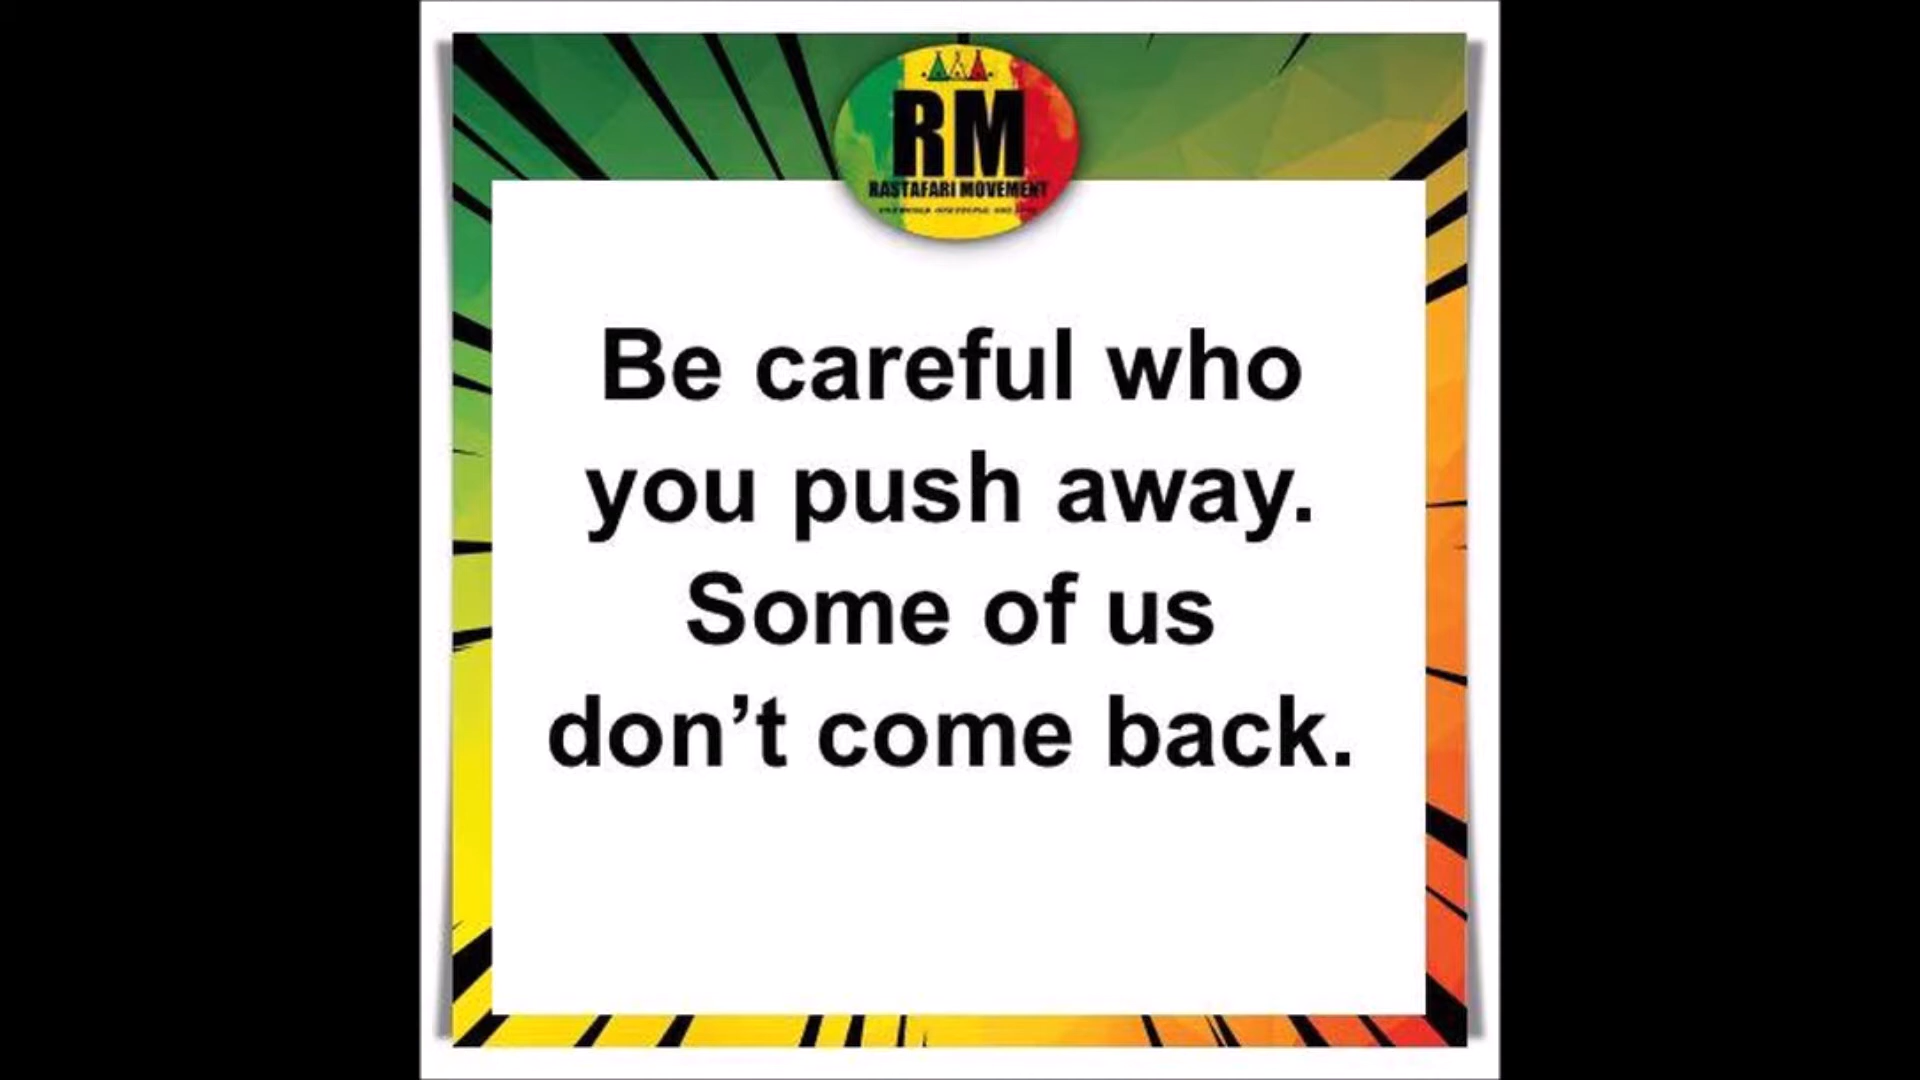 RM
RASTAFARI MOVEMENT
Be careful who
you push away.
Some of us
don’t come back.